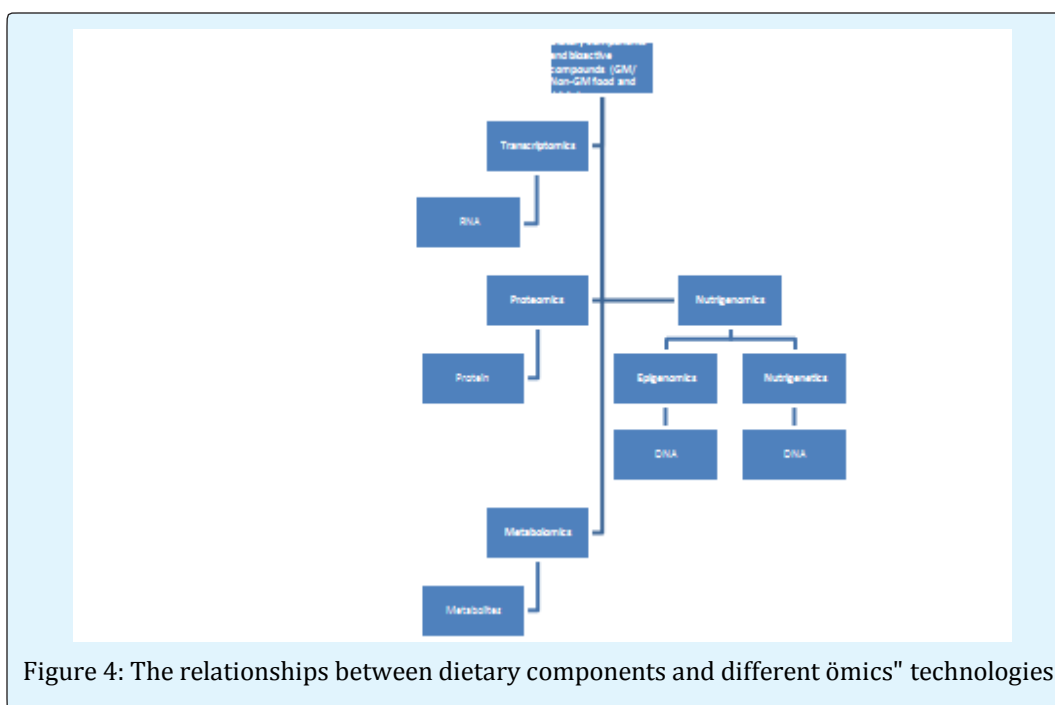 and bioactive
compounds (GM/
Non-GM food and
Transcriptomics
RNA
Proteomics
Nutrigenomics
Protein
Epigenomics
Nutrigenetics
DNA
DNA
Metabolomics
Metabolites
Figure 4: The relationships between dietary components and different ömics" technologies